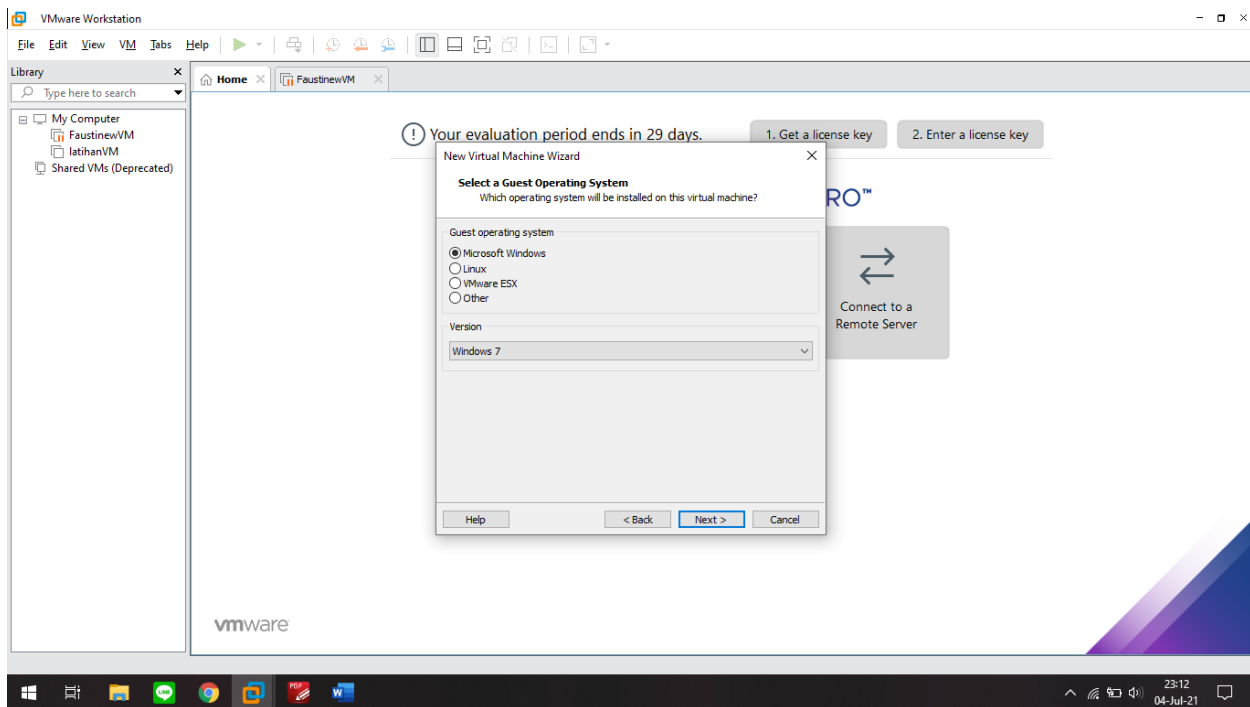 VMware Workstation
File Edit View VM Tabs Help
Library
Type here to search
My Computer
FaustinewVM
latihanVM
Shared VMs (Deprecated)
Home
FaustinewVM
Your evaluation period ends in 29 days.
1. Get a license key
2. Enter a license key
RO™
Connect to a
Remote Server
New Virtual Machine Wizard
Select a Guest Operating System
Which operating system will be installed on this virtual machine?
Guest operating system
Microsoft Windows
Linux
VMware ESX
Other
Version
Windows 7
Help
< Back
Next >
Cancel
vmware
LINE
PDF
W
23:12
04-Jul-21